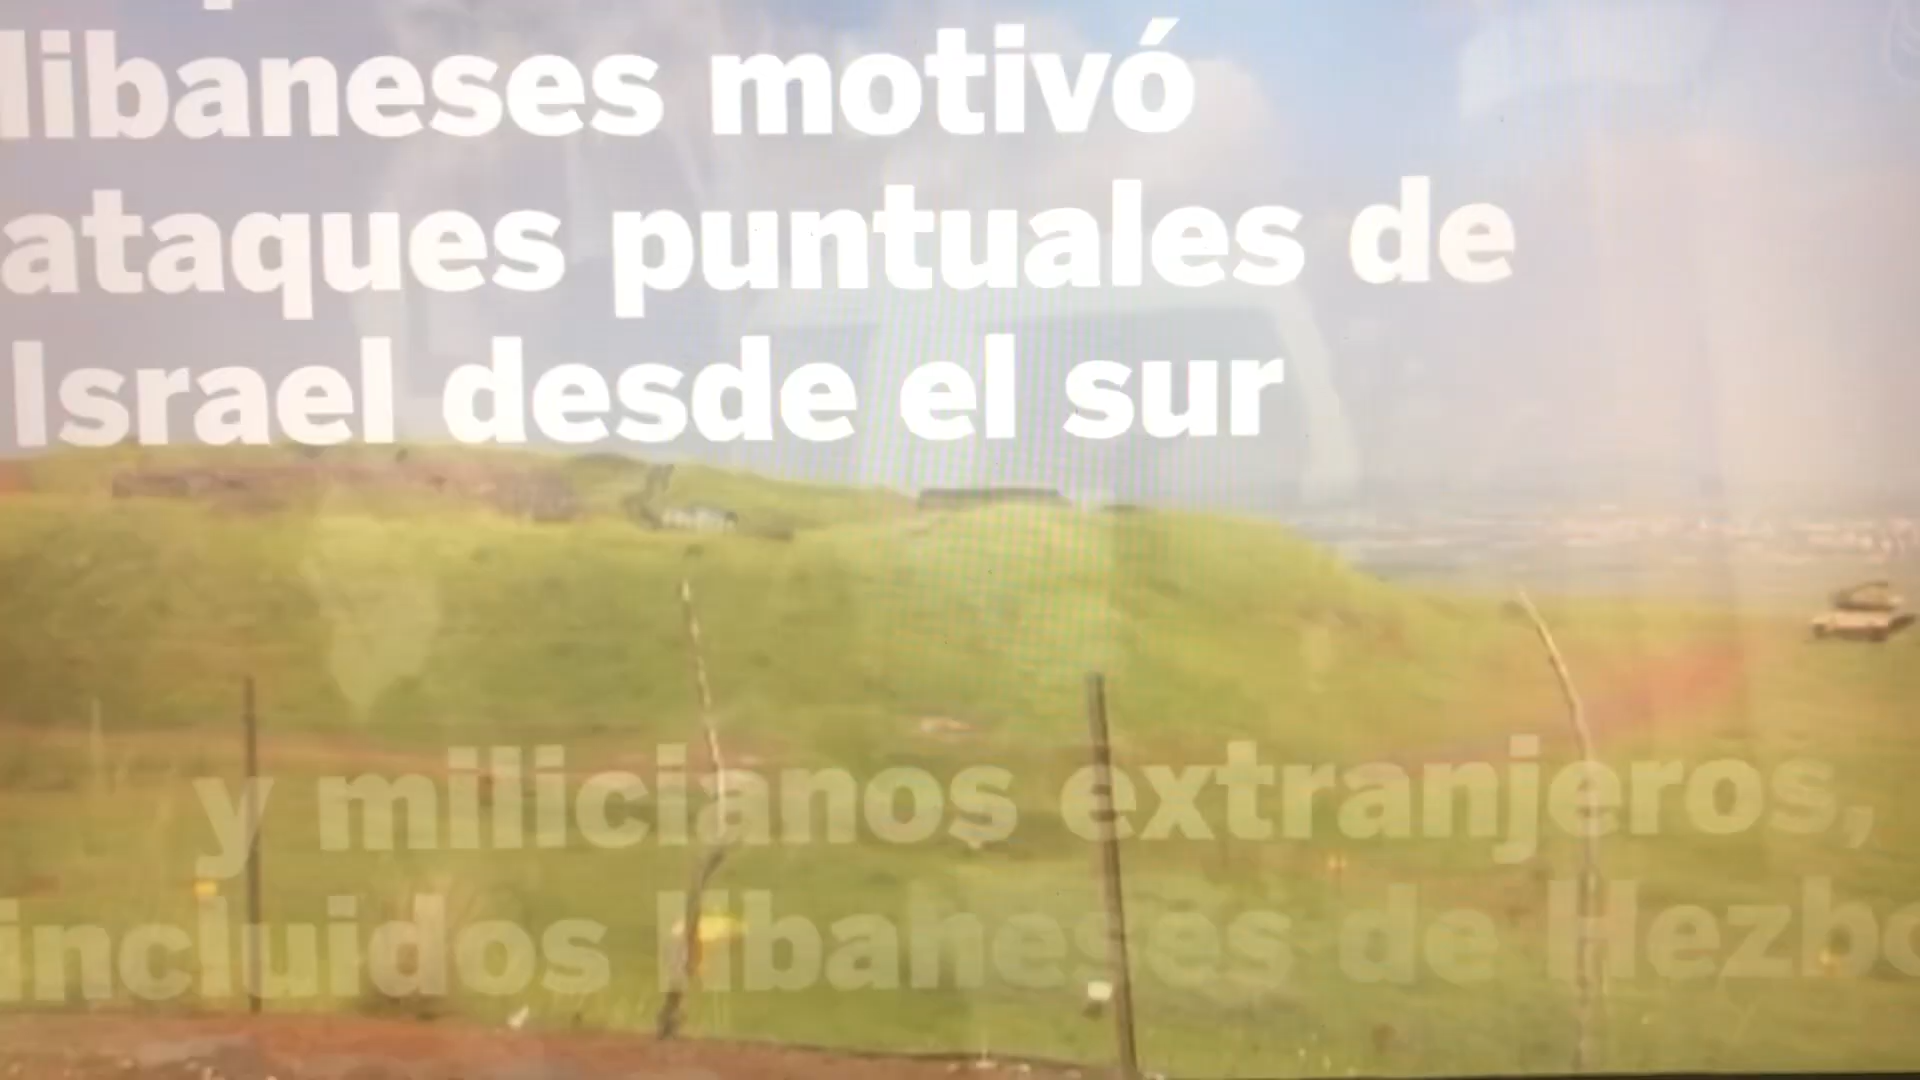 libaneses motivó
ataques puntuales de
Israel desde el sur
y milicianos extranjeros,
incluidos libaneses de